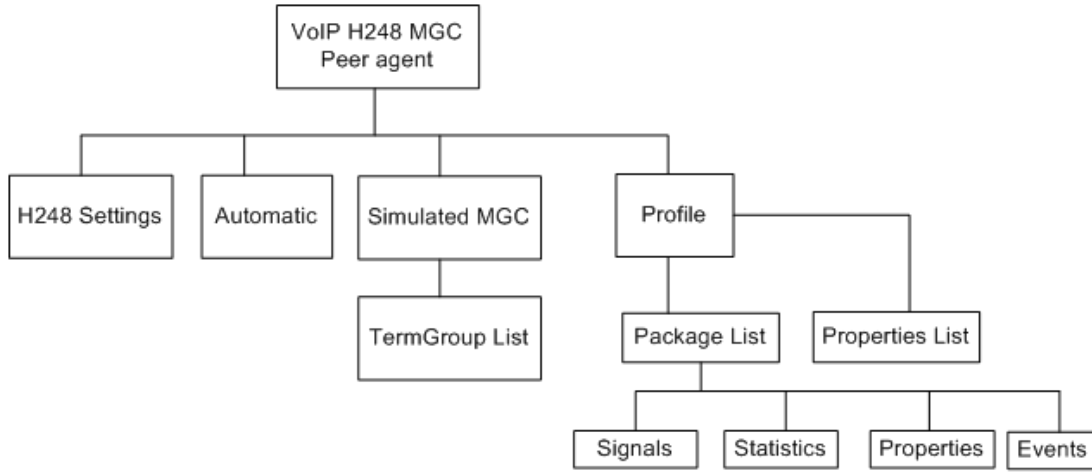 VoIP H248 MGC
Peer agent
H248 Settings
Automatic
Simulated MGC
Profile
TermGroup List
Package List
Properties List
Signals
Statistics
Properties
Events